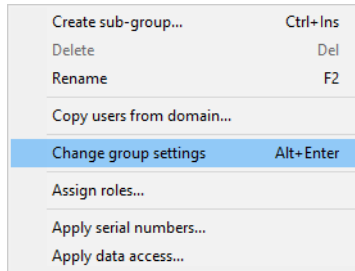 Create sub-group... Ctrl+Ins
Delete Del
Rename F2
Copy users from domain...
Change group settings Alt+Enter
Assign roles...
Apply serial numbers...
Apply data access...